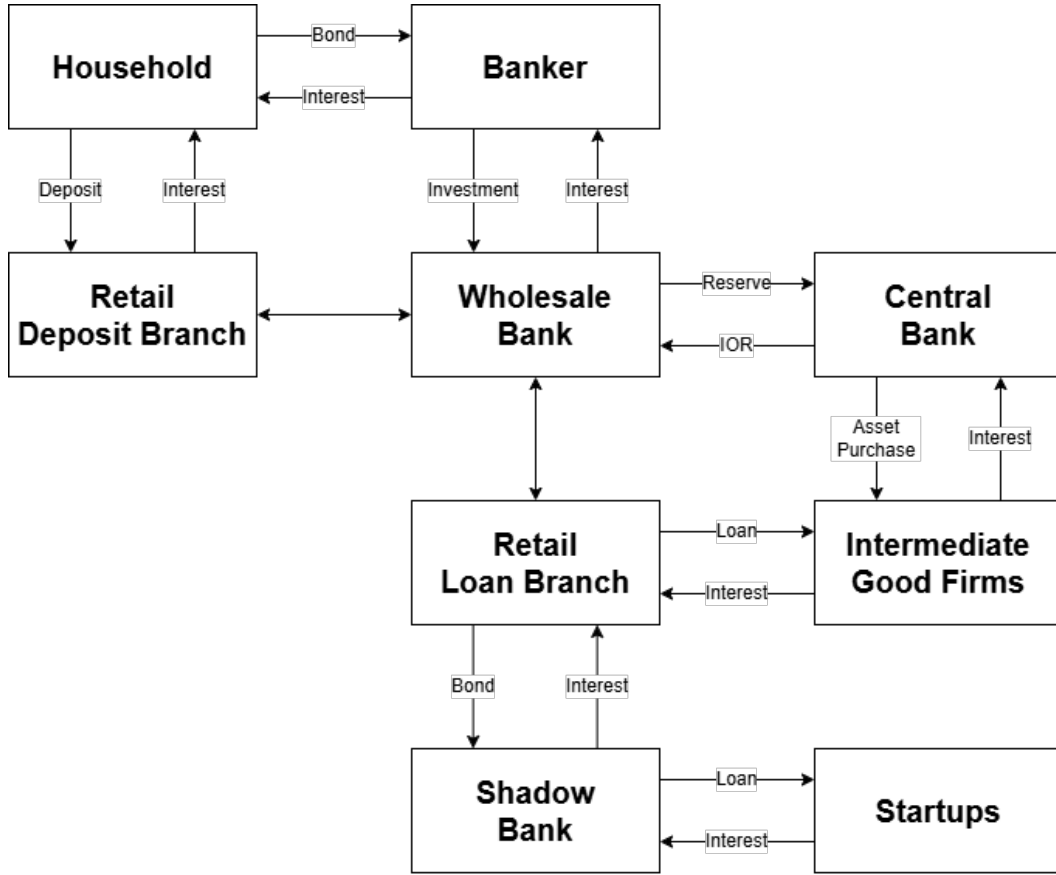 Household
Bond
Interest
Banker
Deposit
Interest
Investment
Interest
Retail
Deposit Branch
Wholesale
Bank
Reserve
IOR
Central
Bank
Asset
Purchase
Interest
Retail
Loan Branch
Loan
Interest
Intermediate
Good Firms
Bond
Interest
Shadow
Bank
Loan
Interest
Startups